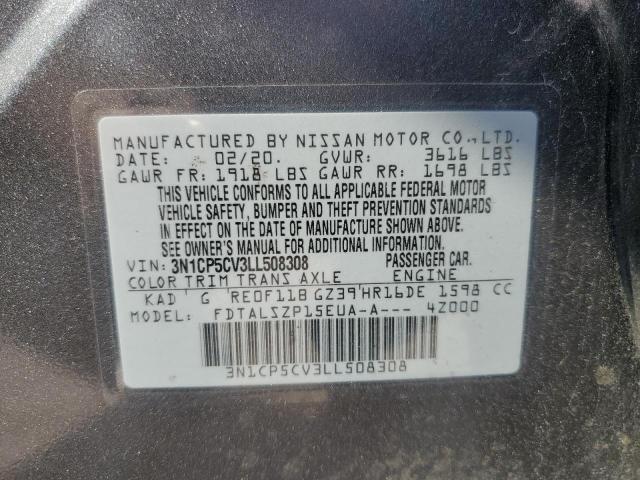 MANUFACTURED BY NISSAN MOTOR CO.,LTD.
DATE: 02/20. GVWR: 3616 LBS
GAWR FR: 1918 LBS GAWR RR: 1698 LBS
THIS VEHICLE CONFORMS TO ALL APPLICABLE FEDERAL MOTOR
VEHICLE SAFETY, BUMPER AND THEFT PREVENTION STANDARDS
IN EFFECT ON THE DATE OF MANUFACTURE SHOWN ABOVE.
SEE OWNER'S MANUAL FOR ADDITIONAL INFORMATION.
VIN: 3N1CP5CV3LL508308 PASSENGER CAR.
COLOR TRIM TRANS AXLE ENGINE
KAD G RE0F11B GZ39 HR16DE 1598 CC
MODEL: FDTALSZP15EUA-A--- 4Z000
3N1CP5CV3LL508308